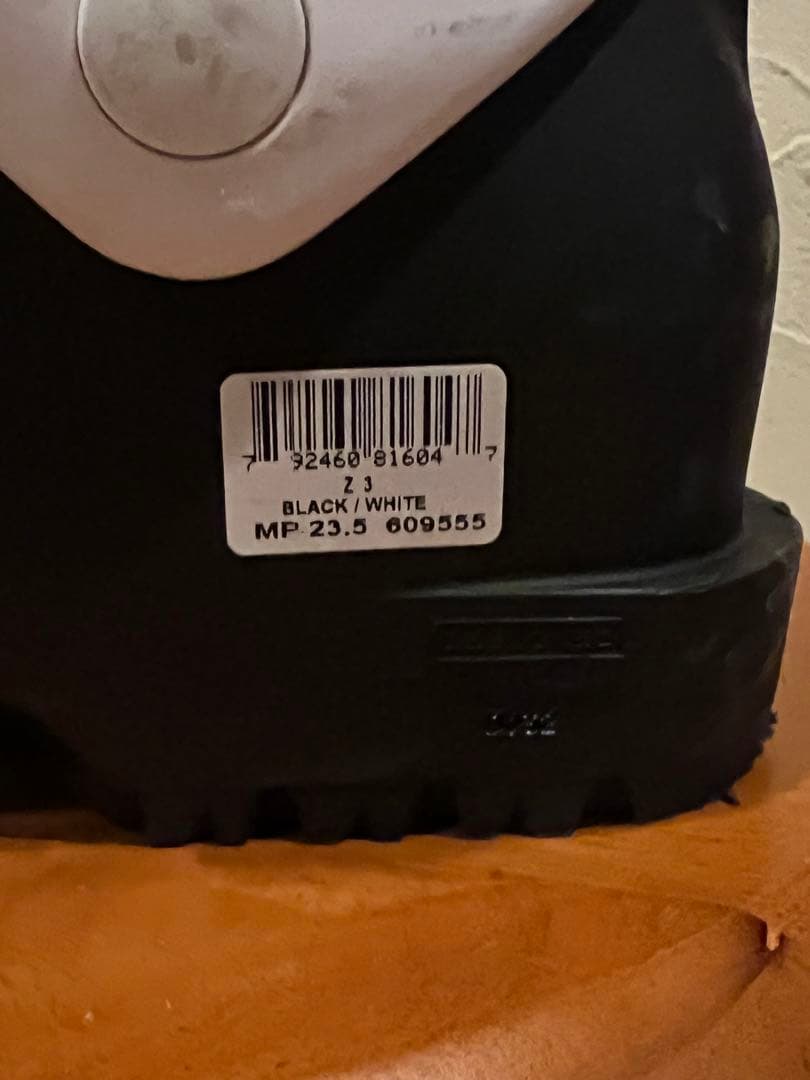 7 92460 81604 7
Z 3
BLACK / WHITE
MP 23.5 609555